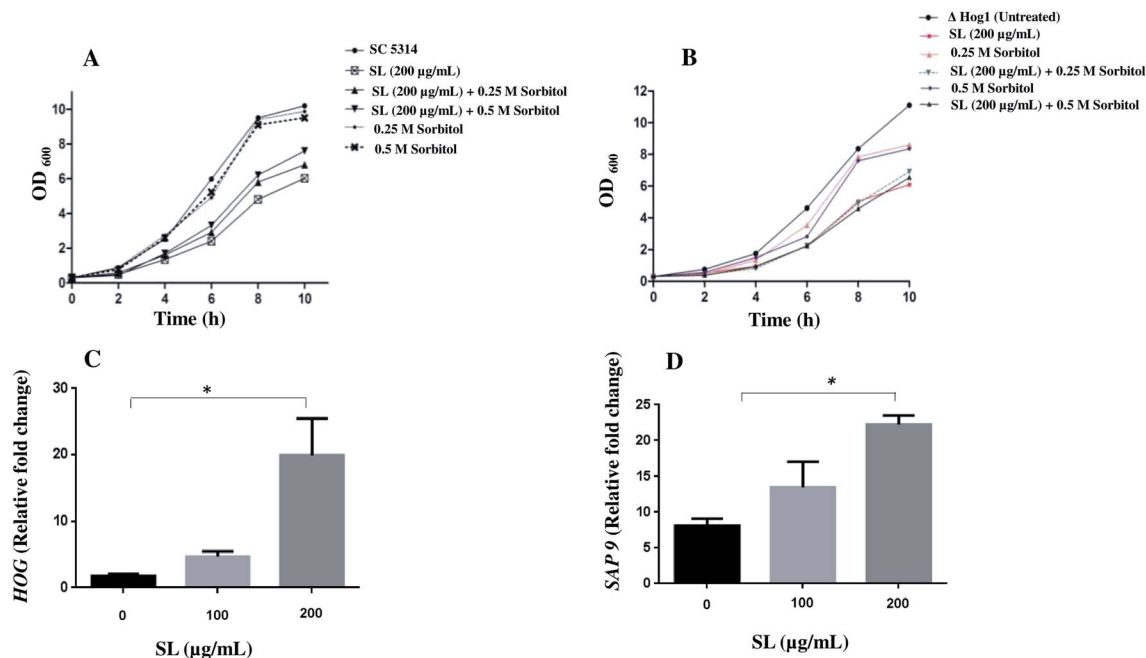 A
SC 5314
SL (200 µg/mL)
SL (200 µg/mL) + 0.25 M Sorbitol
SL (200 µg/mL) + 0.5 M Sorbitol
0.25 M Sorbitol
0.5 M Sorbitol
OD 600
10
8
6
4
2
0
0 2 4 6 8 10
Time (h)
B
Δ Hog1 (Untreated)
SL (200 µg/mL)
0.25 M Sorbitol
SL (200 µg/mL) + 0.25 M Sorbitol
0.5 M Sorbitol
SL (200 µg/mL) + 0.5 M Sorbitol
OD 600
12
10
8
6
4
2
0
0 2 4 6 8 10
Time (h)
C
HOG (Relative fold change)
30
20
10
0
*
0 100 200
SL (µg/mL)
D
SAP 9 (Relative fold change)
25
20
15
10
5
0
*
0 100 200
SL (µg/mL)